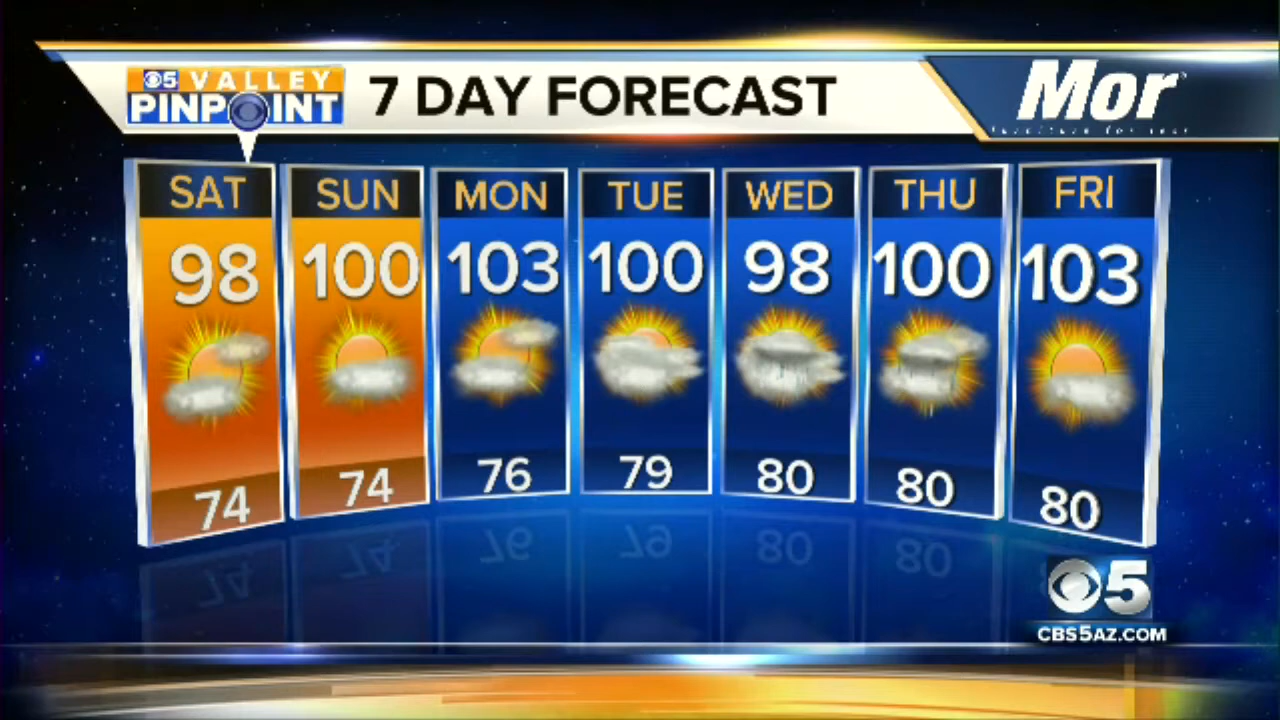 5 VALLEY
PINPOINT
7 DAY FORECAST
Mor
SAT SUN MON TUE WED THU FRI
98 100 103 100 98 100 103
74 74 76 79 80 80 80
5
CBS5AZ.COM